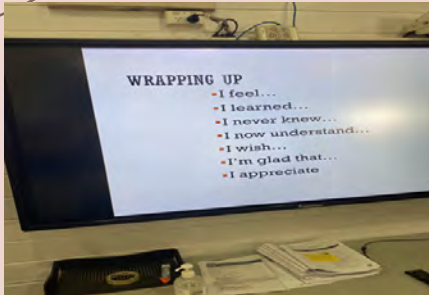 WRAPPING UP
▪I feel...
▪I learned...
▪I never knew...
▪I now understand...
▪I wish...
▪I'm glad that...
▪I appreciate